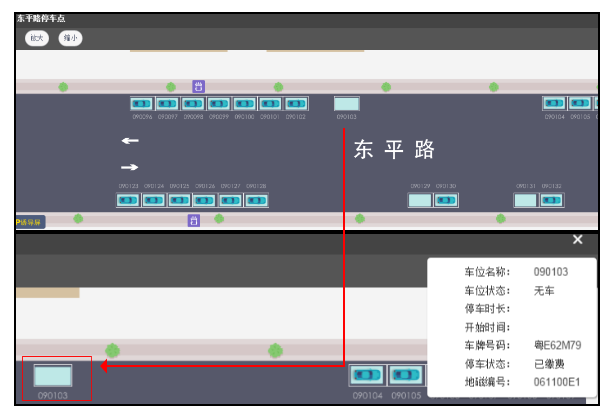 东平路停车点
放大 缩小
090096 090097 090098 090099 090100 090101 090102 090103 090104 090105
东平路
090123 090124 090125 090126 090127 090128 090129 090130 090131 090132
P诱导屏
×
车位名称: 090103
车位状态: 无车
停车时长:
开始时间:
车牌号码: 粤E62M79
停车状态: 已缴费
地磁编号: 061100E1
090103 090104 090105